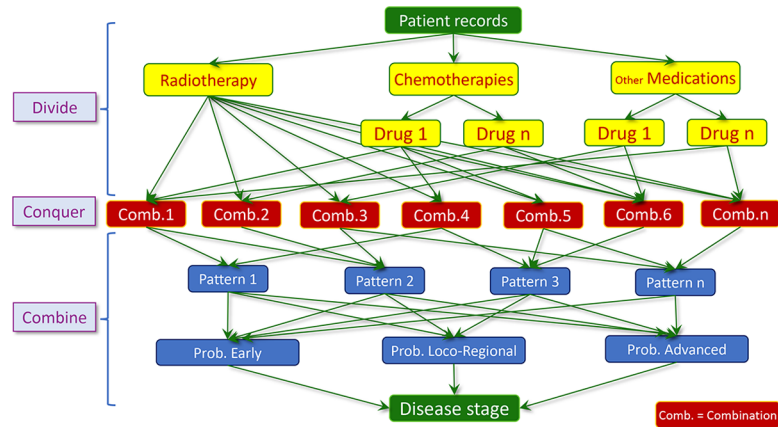 Patient records
Radiotherapy
Chemotherapies
Other Medications
Divide
Drug 1
Drug n
Drug 1
Drug n
Conquer
Comb.1
Comb.2
Comb.3
Comb.4
Comb.5
Comb.6
Comb.n
Pattern 1
Pattern 2
Pattern 3
Pattern n
Combine
Prob. Early
Prob. Loco-Regional
Prob. Advanced
Disease stage
Comb. = Combination